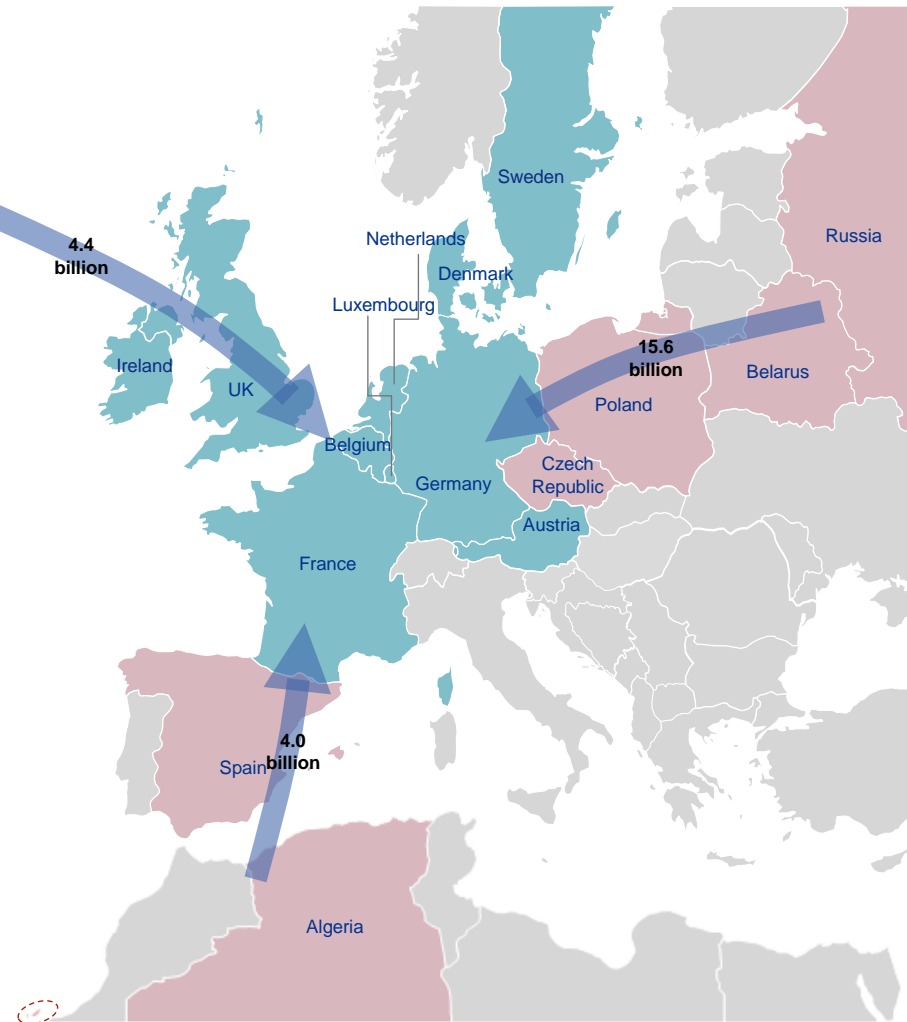 Sweden
Russia
Netherlands
4.4
billion
Denmark
Luxembourg
15.6
billion
Ireland
Belarus
UK
Poland
Belgium
Czech
Republic
Germany
Austria
France
4.0
billion
Spain
Algeria